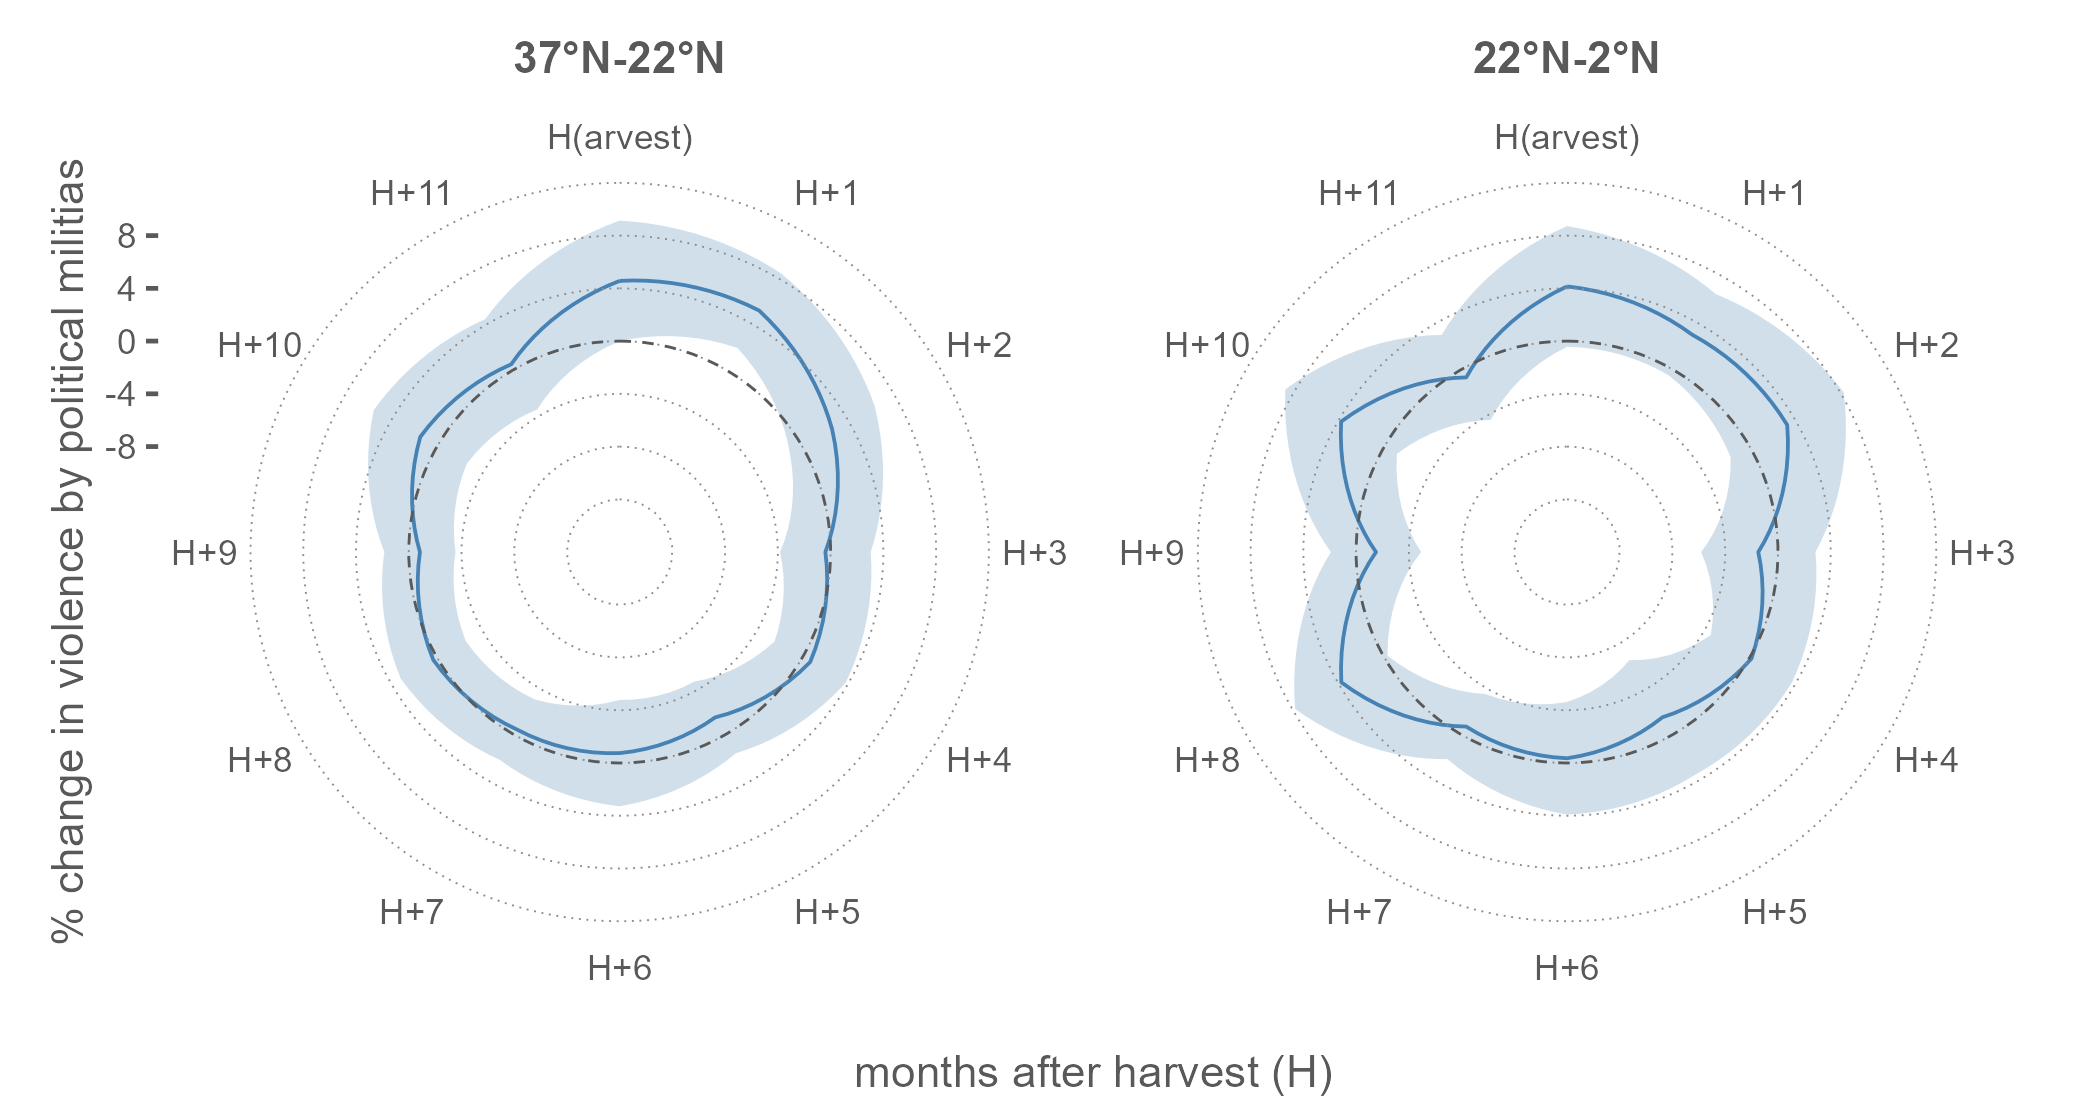 37°N-22°N
22°N-2°N
% change in violence by political militias
8
4
0
-4
-8
H(arvest)
H+1
H+2
H+3
H+4
H+5
H+6
H+7
H+8
H+9
H+10
H+11
H(arvest)
H+1
H+2
H+3
H+4
H+5
H+6
H+7
H+8
H+9
H+10
H+11
months after harvest (H)